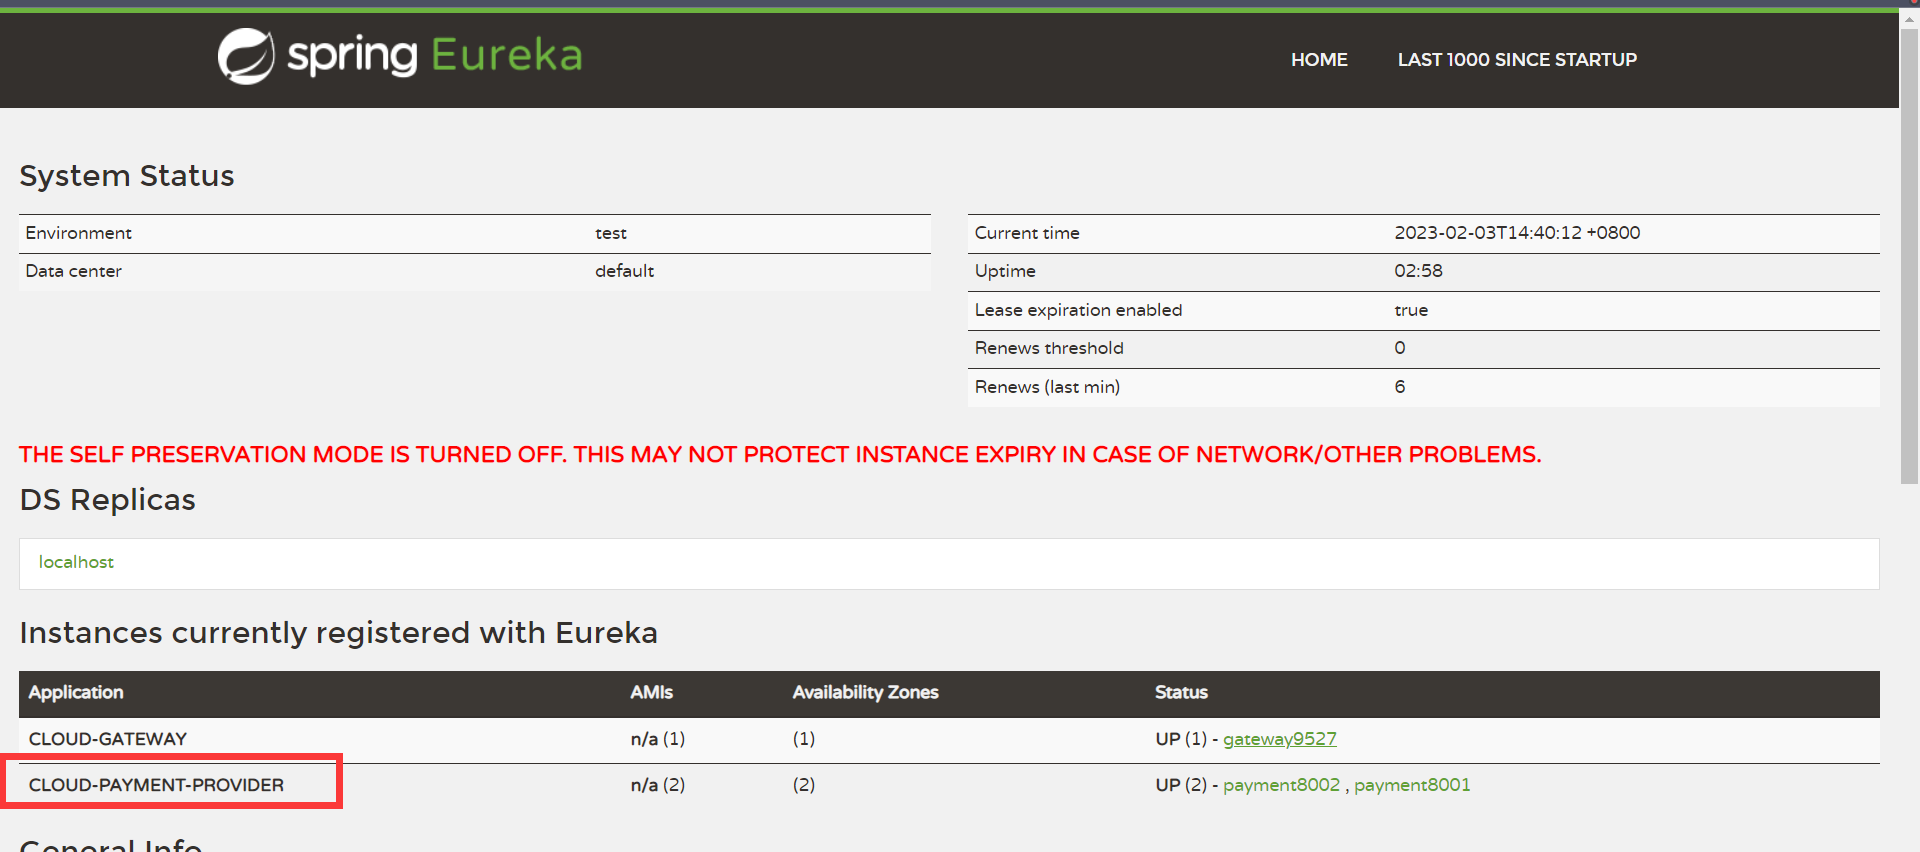 spring Eureka
HOME LAST 1000 SINCE STARTUP
System Status
Environment test
Data center default
Current time 2023-02-03T14:40:12 +0800
Uptime 02:58
Lease expiration enabled true
Renews threshold 0
Renews (last min) 6
THE SELF PRESERVATION MODE IS TURNED OFF. THIS MAY NOT PROTECT INSTANCE EXPIRY IN CASE OF NETWORK/OTHER PROBLEMS.
DS Replicas
localhost
Instances currently registered with Eureka
Application AMIs Availability Zones Status
CLOUD-GATEWAY n/a (1) (1) UP (1) - gateway9527
CLOUD-PAYMENT-PROVIDER n/a (2) (2) UP (2) - payment8002 , payment8001
General Info